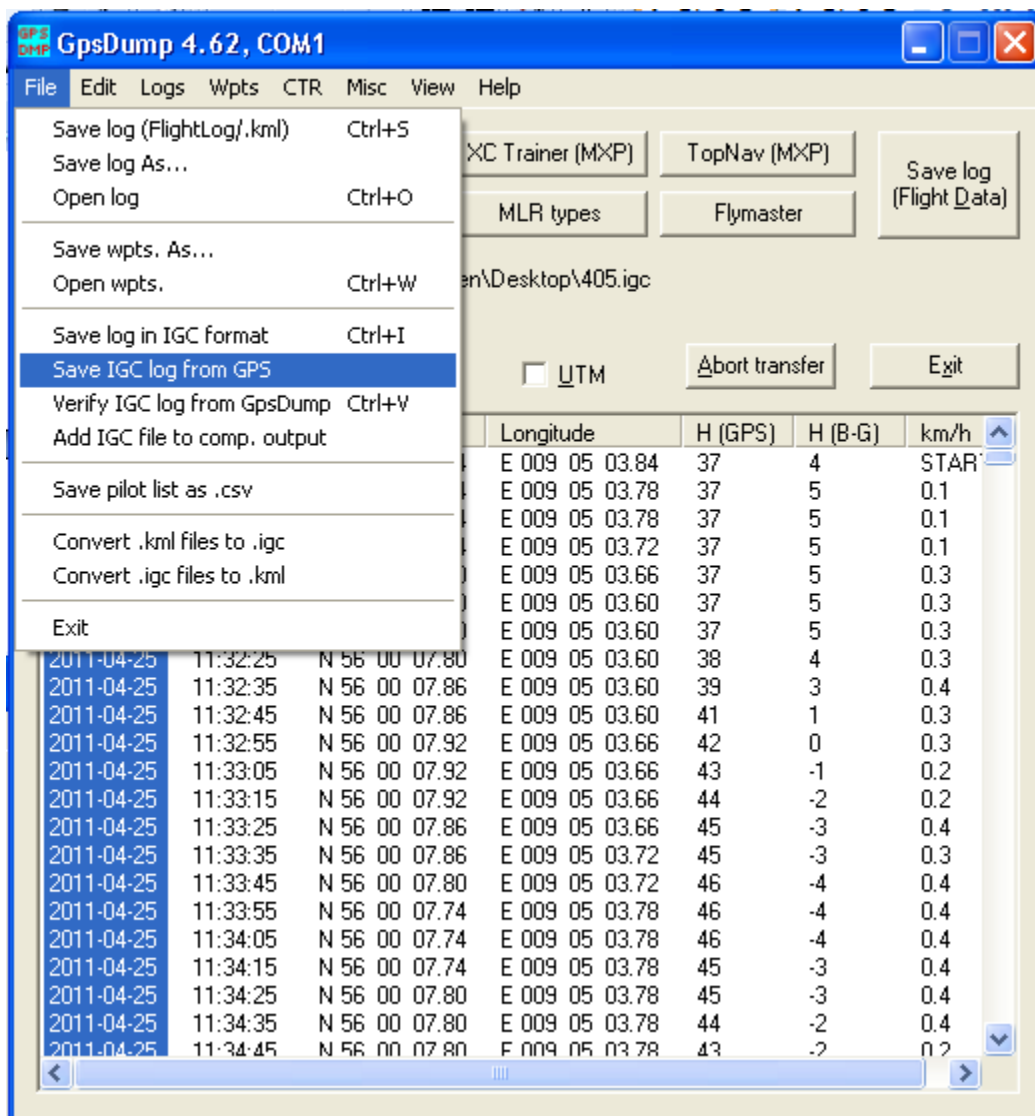 GPS
DMP
GpsDump 4.62, COM1
File Edit Logs Wpts CTR Misc View Help
Save log (FlightLog/.kml) Ctrl+S
Save log As...
Open log Ctrl+O
Save wpts. As...
Open wpts. Ctrl+W
Save log in IGC format Ctrl+I
Save IGC log from GPS
Verify IGC log from GpsDump Ctrl+V
Add IGC file to comp. output
Save pilot list as .csv
Convert .kml files to .igc
Convert .igc files to .kml
Exit
XC Trainer (MXP) TopNav (MXP) Save log
(Flight Data)
MLR types Flymaster
en\Desktop\405.igc
UTM Abort transfer Exit
Longitude H (GPS) H (B-G) km/h
E 009 05 03.84 37 4 START
E 009 05 03.78 37 5 0.1
E 009 05 03.78 37 5 0.1
E 009 05 03.72 37 5 0.1
E 009 05 03.66 37 5 0.3
E 009 05 03.60 37 5 0.3
E 009 05 03.60 37 5 0.3
2011-04-25 11:32:25 N 56 00 07.80 E 009 05 03.60 38 4 0.3
2011-04-25 11:32:35 N 56 00 07.86 E 009 05 03.60 39 3 0.4
2011-04-25 11:32:45 N 56 00 07.86 E 009 05 03.60 41 1 0.3
2011-04-25 11:32:55 N 56 00 07.92 E 009 05 03.66 42 0 0.3
2011-04-25 11:33:05 N 56 00 07.92 E 009 05 03.66 43 -1 0.2
2011-04-25 11:33:15 N 56 00 07.92 E 009 05 03.66 44 -2 0.2
2011-04-25 11:33:25 N 56 00 07.86 E 009 05 03.66 45 -3 0.4
2011-04-25 11:33:35 N 56 00 07.86 E 009 05 03.72 45 -3 0.3
2011-04-25 11:33:45 N 56 00 07.80 E 009 05 03.72 46 -4 0.4
2011-04-25 11:33:55 N 56 00 07.74 E 009 05 03.78 46 -4 0.4
2011-04-25 11:34:05 N 56 00 07.74 E 009 05 03.78 46 -4 0.4
2011-04-25 11:34:15 N 56 00 07.74 E 009 05 03.78 45 -3 0.4
2011-04-25 11:34:25 N 56 00 07.80 E 009 05 03.78 45 -3 0.4
2011-04-25 11:34:35 N 56 00 07.80 E 009 05 03.78 44 -2 0.4
2011-04-25 11:34:45 N 56 00 07.80 E 009 05 03.78 43 -2 0.2